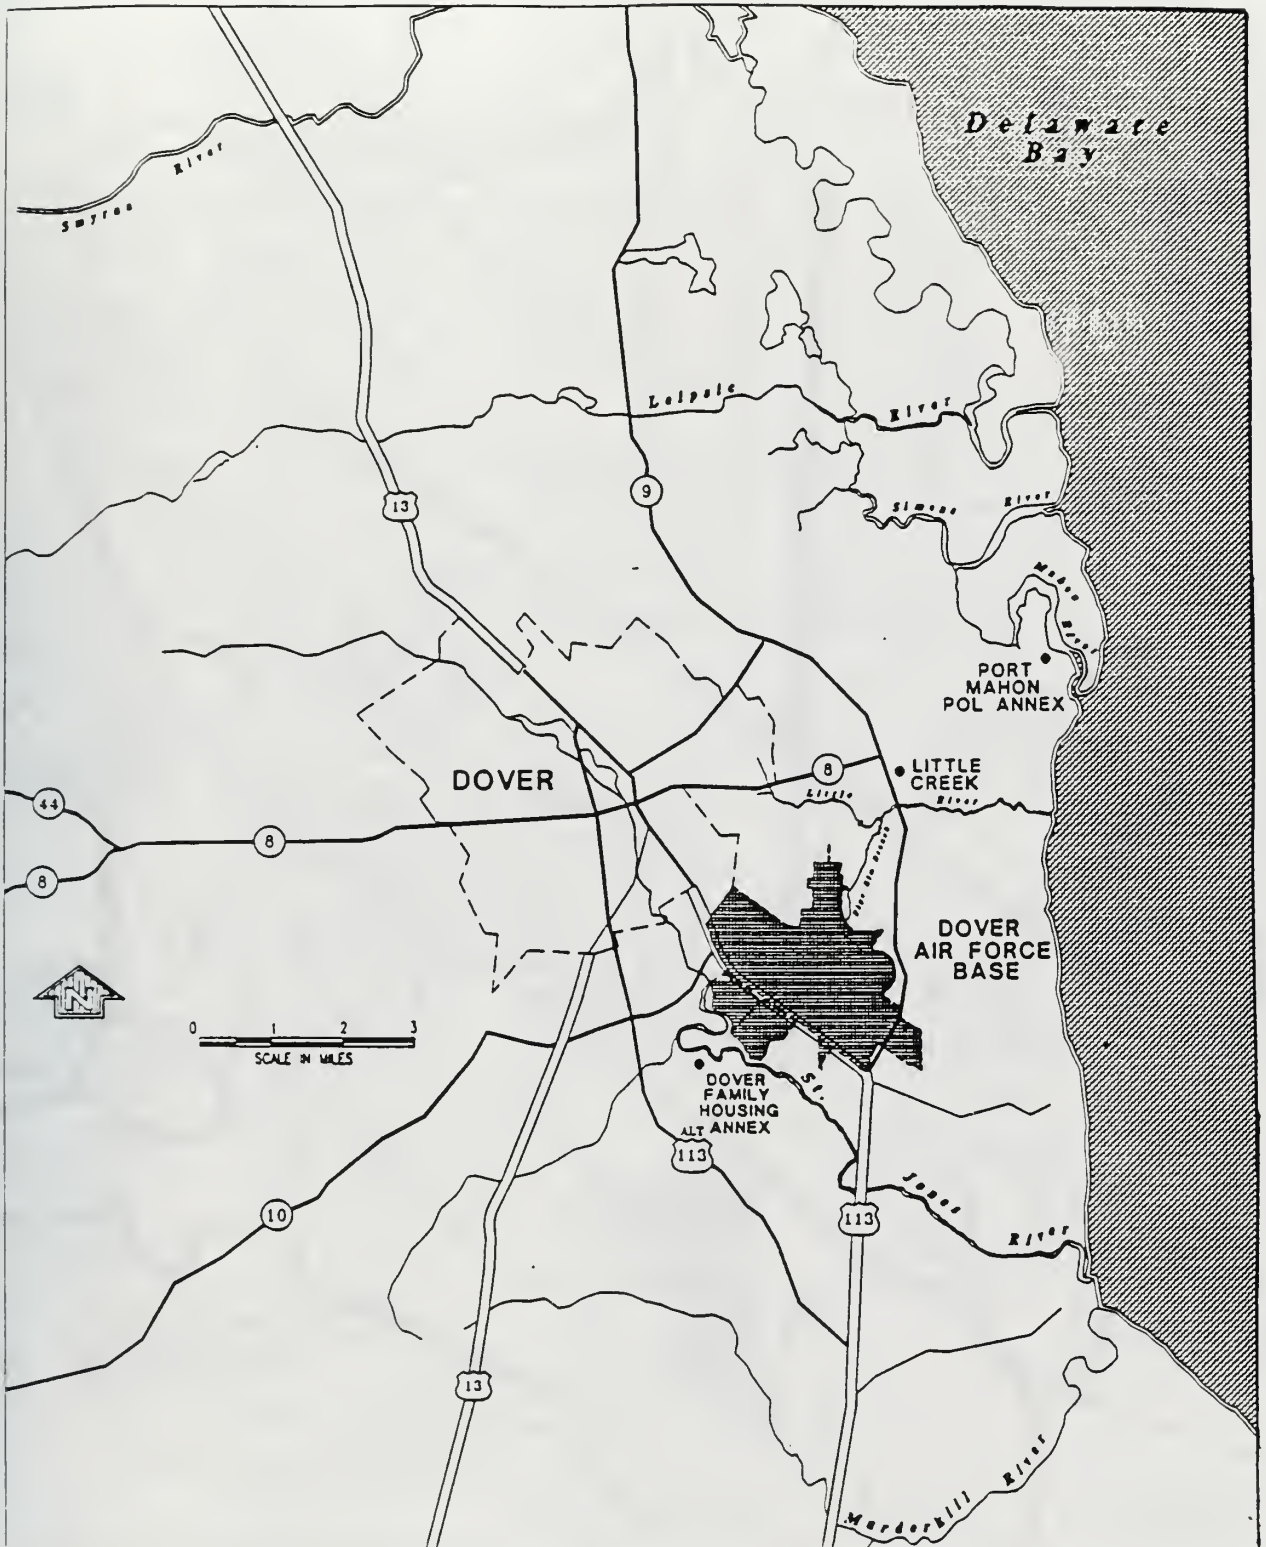 Delaware
Bay
Smyrna River
Leipsic River
13
9
Simons River
Mahon River
PORT
MAHON
POL ANNEX
DOVER
8
LITTLE
CREEK
Little River
44
8
8
DOVER
AIR FORCE
BASE
N
0 1 2 3
SCALE IN MILES
DOVER
FAMILY
HOUSING
ANNEX
ALT
113
St. Jones River
10
113
13
Murderkill River